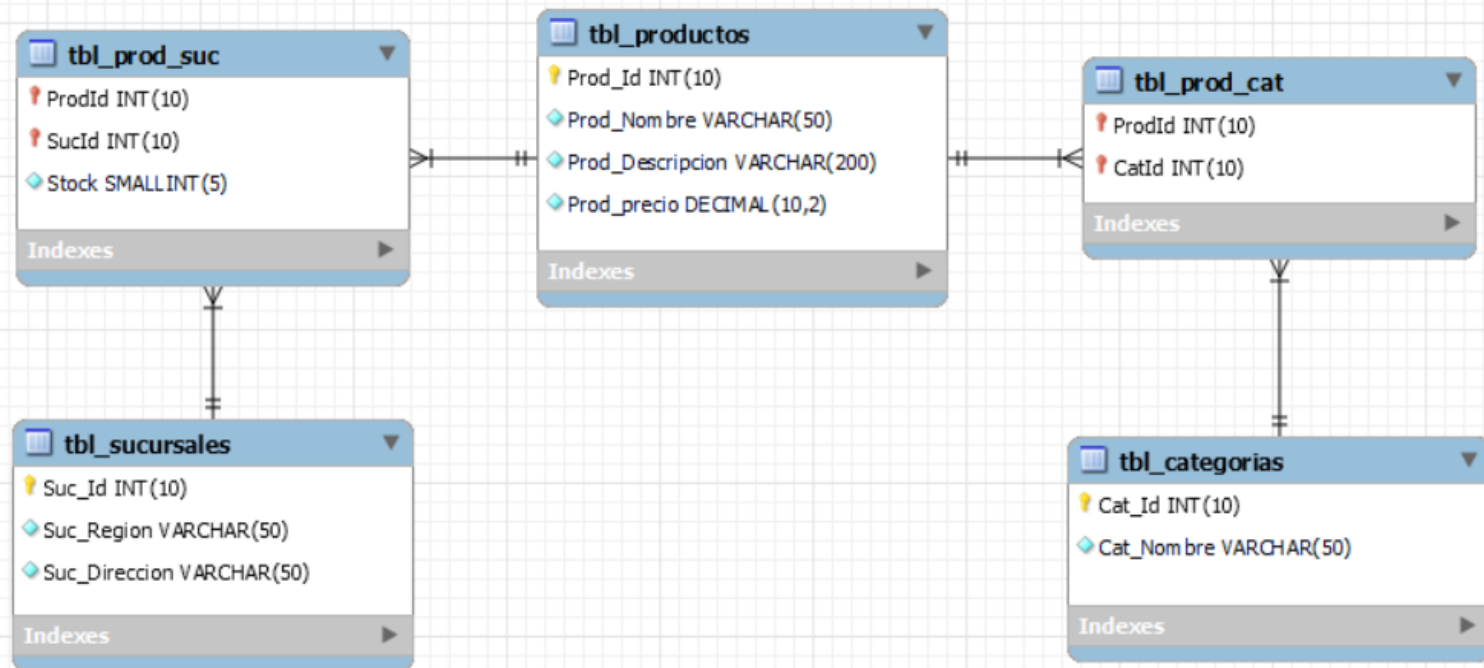 tbl_prod_suc
ProdId INT(10)
SucId INT(10)
Stock SMALLINT(5)
Indexes
tbl_productos
Prod_Id INT(10)
Prod_Nombre VARCHAR(50)
Prod_Descripcion VARCHAR(200)
Prod_precio DECIMAL(10,2)
Indexes
tbl_prod_cat
ProdId INT(10)
CatId INT(10)
Indexes
tbl_sucursales
Suc_Id INT(10)
Suc_Region VARCHAR(50)
Suc_Direccion VARCHAR(50)
Indexes
tbl_categorias
Cat_Id INT(10)
Cat_Nombre VARCHAR(50)
Indexes